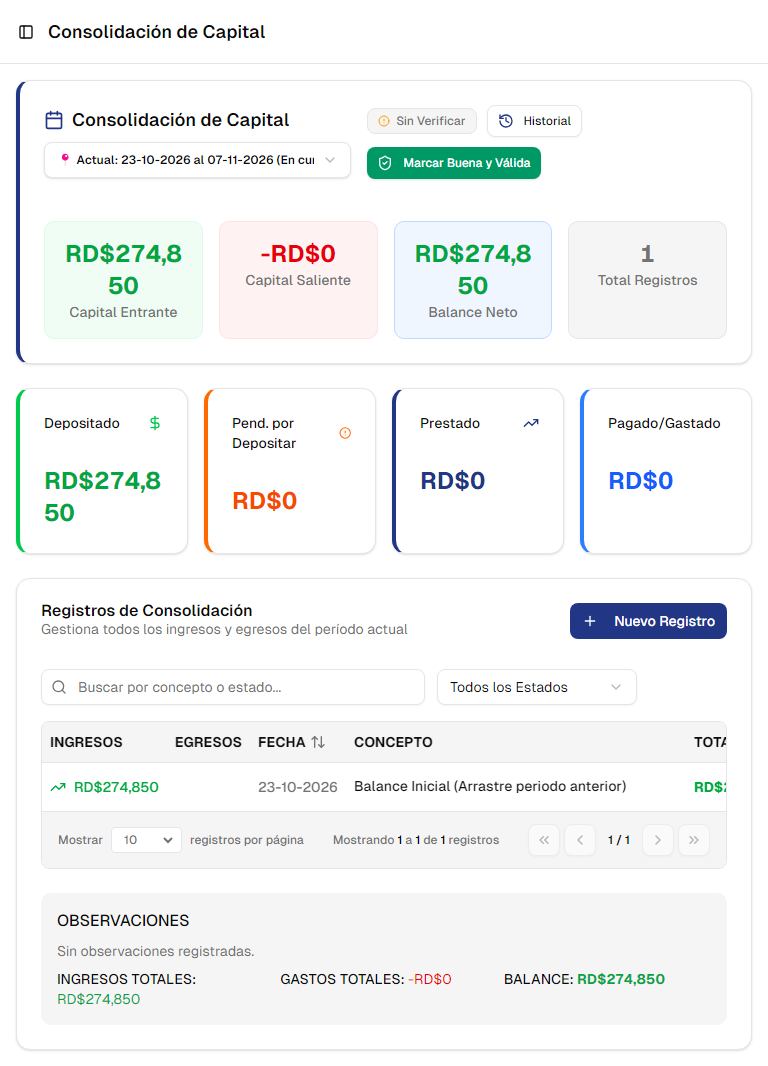 Consolidación de Capital
Consolidación de Capital
Sin Verificar
Historial
Actual: 23-10-2026 al 07-11-2026 (En cur
Marcar Buena y Válida
RD$274,8
50
Capital Entrante
-RD$0
Capital Saliente
RD$274,8
50
Balance Neto
1
Total Registros
Depositado
RD$274,8
50
Pend. por
Depositar
RD$0
Prestado
RD$0
Pagado/Gastado
RD$0
Registros de Consolidación
Gestiona todos los ingresos y egresos del período actual
Nuevo Registro
Buscar por concepto o estado...
Todos los Estados
INGRESOS EGRESOS FECHA CONCEPTO TOTA
RD$274,850 23-10-2026 Balance Inicial (Arrastre periodo anterior) RD$2
Mostrar 10 registros por página Mostrando 1 a 1 de 1 registros 1 / 1
OBSERVACIONES
Sin observaciones registradas.
INGRESOS TOTALES:
RD$274,850
GASTOS TOTALES: -RD$0
BALANCE: RD$274,850